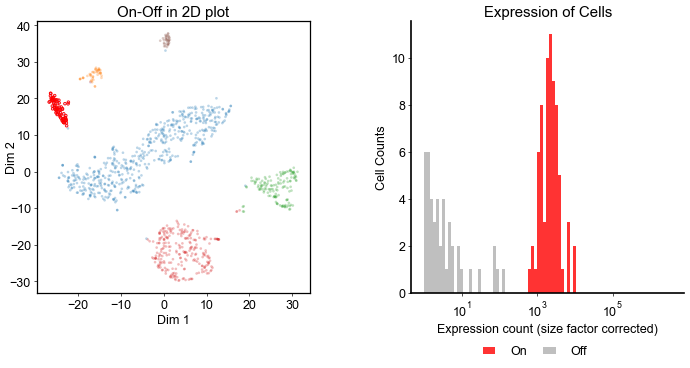 On-Off in 2D plot
40
30
20
10
0
−10
−20
−30
Dim 2
−20 −10 0 10 20 30
Dim 1
Expression of Cells
10
8
6
4
2
0
Cell Counts
10¹ 10³ 10⁵
Expression count (size factor corrected)
On Off